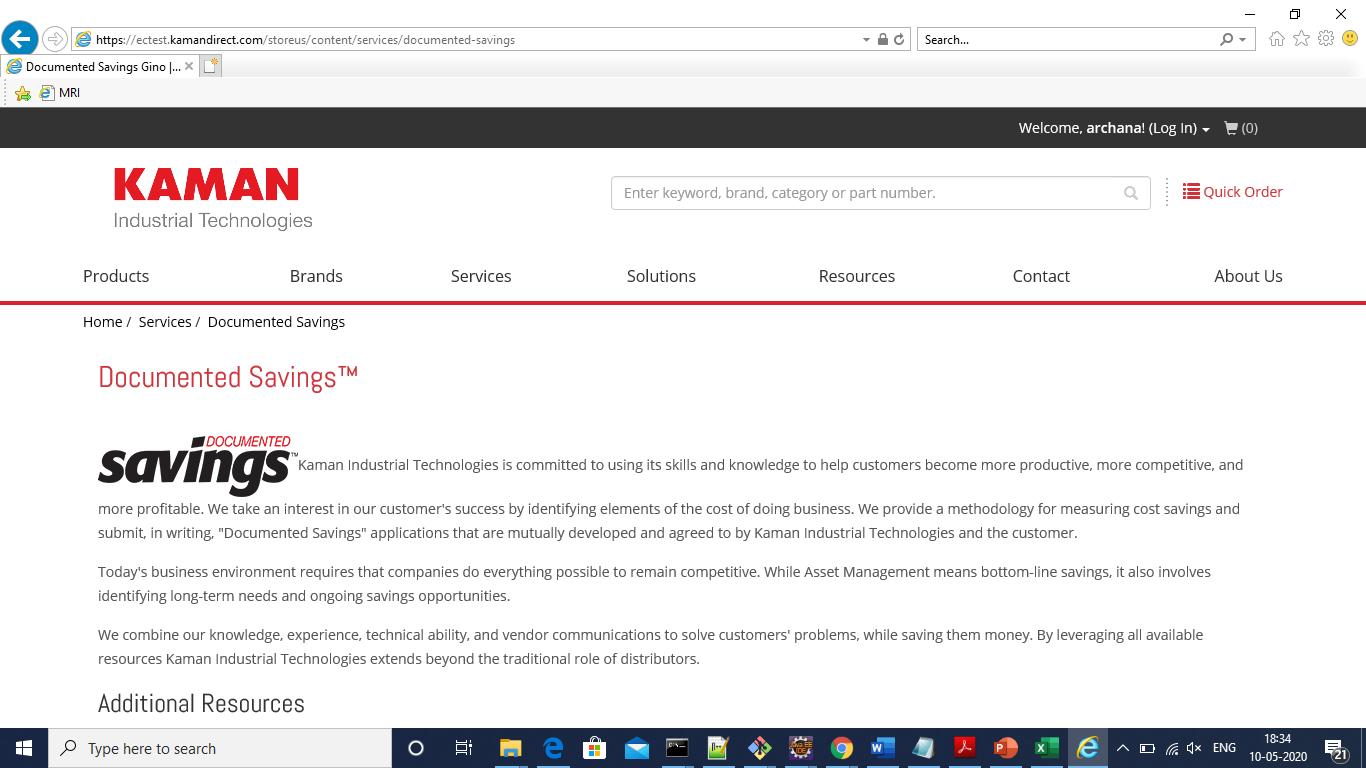 https://ectest.kamandirect.com/storeus/content/services/documented-savings
Search...
Documented Savings Gino |...
MRI
Welcome, archana! (Log In)
(0)
KAMAN
Industrial Technologies
Enter keyword, brand, category or part number.
Quick Order
Products Brands Services Solutions Resources Contact About Us
Home / Services / Documented Savings
Documented Savings™
DOCUMENTED
savings™ Kaman Industrial Technologies is committed to using its skills and knowledge to help customers become more productive, more competitive, and
more profitable. We take an interest in our customer's success by identifying elements of the cost of doing business. We provide a methodology for measuring cost savings and
submit, in writing, "Documented Savings" applications that are mutually developed and agreed to by Kaman Industrial Technologies and the customer.
Today's business environment requires that companies do everything possible to remain competitive. While Asset Management means bottom-line savings, it also involves
identifying long-term needs and ongoing savings opportunities.
We combine our knowledge, experience, technical ability, and vendor communications to solve customers' problems, while saving them money. By leveraging all available
resources Kaman Industrial Technologies extends beyond the traditional role of distributors.
Additional Resources
Type here to search
ENG
18:34
10-05-2020
21